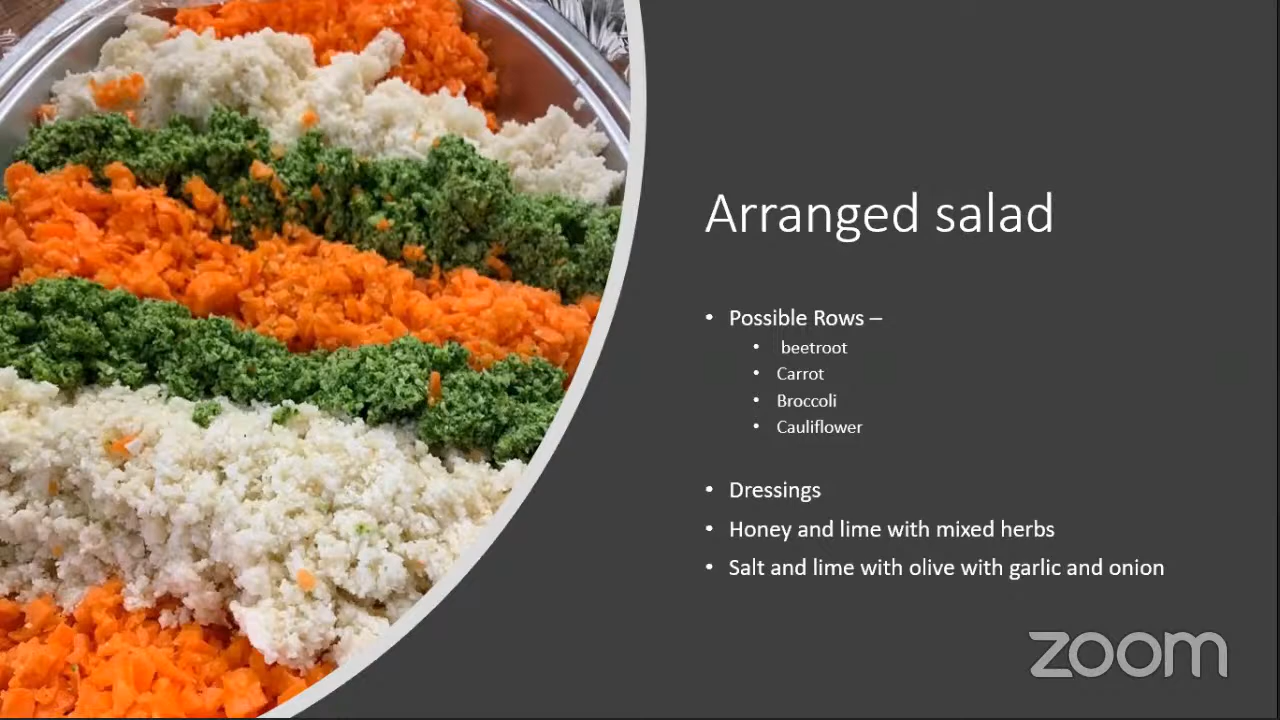 Arranged salad
• Possible Rows –
• beetroot
• Carrot
• Broccoli
• Cauliflower
• Dressings
• Honey and lime with mixed herbs
• Salt and lime with olive with garlic and onion
zoom